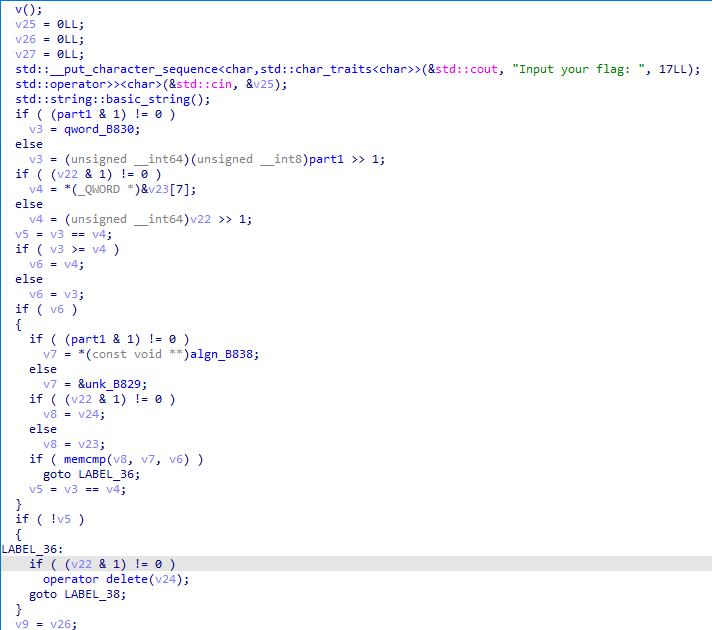 v();
v25 = 0LL;
v26 = 0LL;
v27 = 0LL;
std::__put_character_sequence<char,std::char_traits<char>>(&std::cout, "Input your flag: ", 17LL);
std::operator>><char>(&std::cin, &v25);
std::string::basic_string();
if ( (part1 & 1) != 0 )
v3 = qword_B830;
else
v3 = (unsigned __int64)(unsigned __int8)part1 >> 1;
if ( (v22 & 1) != 0 )
v4 = *(_QWORD *)&v23[7];
else
v4 = (unsigned __int64)v22 >> 1;
v5 = v3 == v4;
if ( v3 >= v4 )
v6 = v4;
else
v6 = v3;
if ( v6 )
{
if ( (part1 & 1) != 0 )
v7 = *(const void **)algn_B838;
else
v7 = &unk_B829;
if ( (v22 & 1) != 0 )
v8 = v24;
else
v8 = v23;
if ( memcmp(v8, v7, v6) )
goto LABEL_36;
v5 = v3 == v4;
}
if ( !v5 )
{
LABEL_36:
if ( (v22 & 1) != 0 )
operator delete(v24);
goto LABEL_38;
}
v9 = v26;